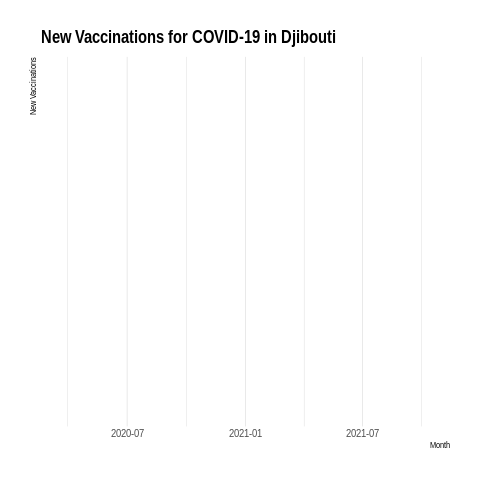 New Vaccinations for COVID-19 in Djibouti
New Vaccinations
2020-07
2021-01
2021-07
Month